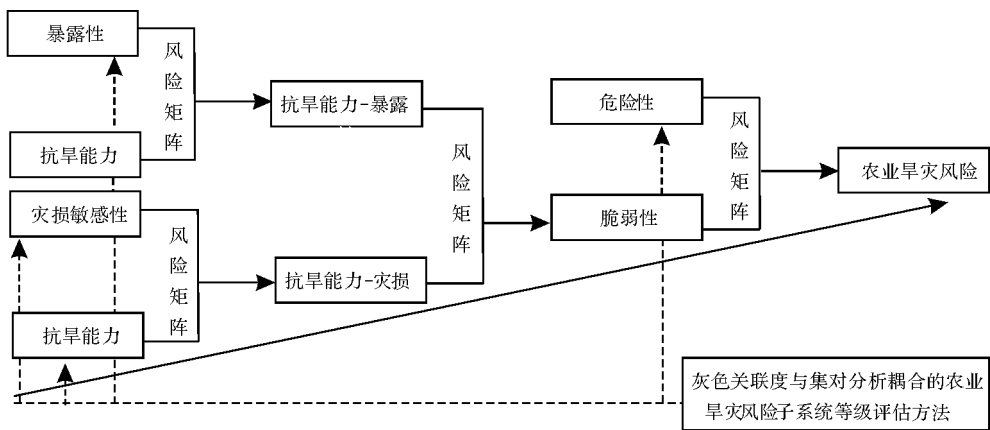 暴露性
风险矩阵
抗旱能力
抗旱能力-暴露
灾损敏感性
风险矩阵
抗旱能力
抗旱能力-灾损
风险矩阵
危险性
脆弱性
风险矩阵
农业旱灾风险
灰色关联度与集对分析耦合的农业
旱灾风险子系统等级评估方法